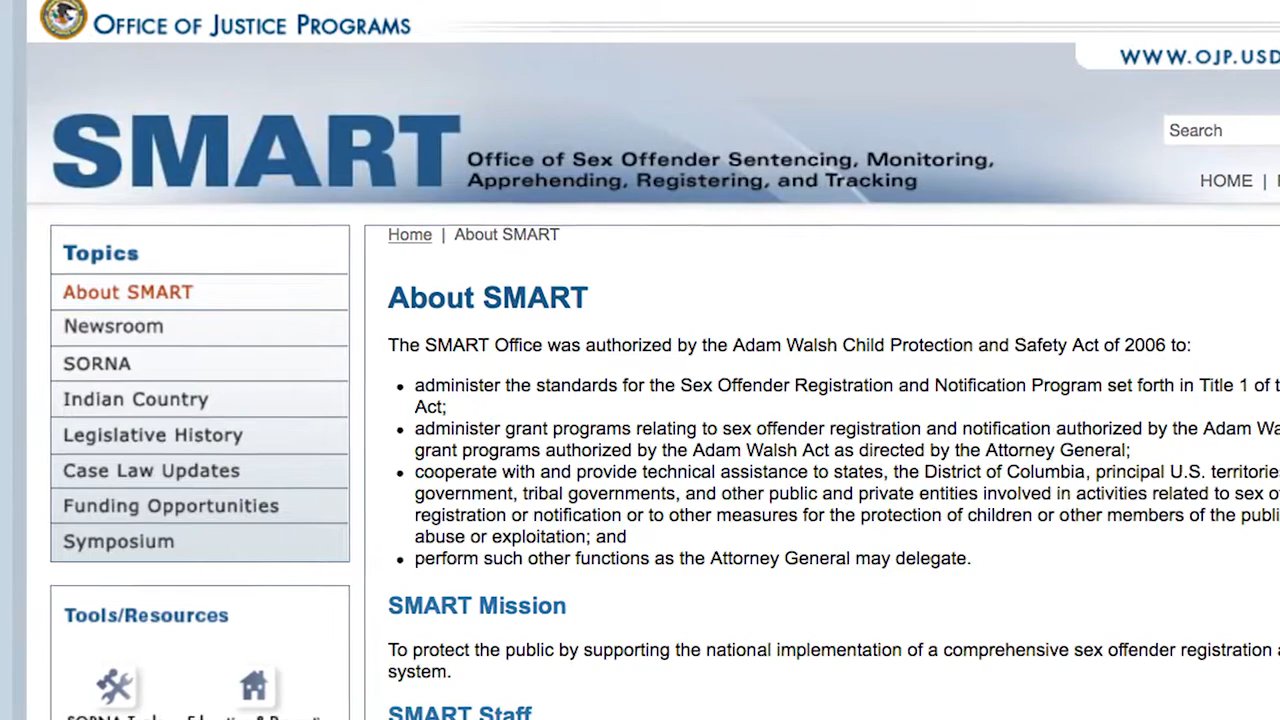 OFFICE OF JUSTICE PROGRAMS
WWW.OJP.USD
SMART
Office of Sex Offender Sentencing, Monitoring,
Apprehending, Registering, and Tracking
Search
HOME |
Home | About SMART
Topics
About SMART
Newsroom
SORNA
Indian Country
Legislative History
Case Law Updates
Funding Opportunities
Symposium
Tools/Resources
About SMART
The SMART Office was authorized by the Adam Walsh Child Protection and Safety Act of 2006 to:
• administer the standards for the Sex Offender Registration and Notification Program set forth in Title 1 of t
Act;
• administer grant programs relating to sex offender registration and notification authorized by the Adam Wa
grant programs authorized by the Adam Walsh Act as directed by the Attorney General;
• cooperate with and provide technical assistance to states, the District of Columbia, principal U.S. territorie
government, tribal governments, and other public and private entities involved in activities related to sex o
registration or notification or to other measures for the protection of children or other members of the publi
abuse or exploitation; and
• perform such other functions as the Attorney General may delegate.
SMART Mission
To protect the public by supporting the national implementation of a comprehensive sex offender registration a
system.
SMART Staff